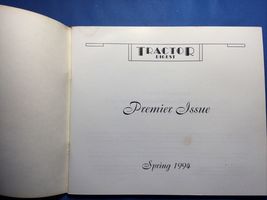 TRACTOR
DIGEST
Premier Issue
Spring 1994